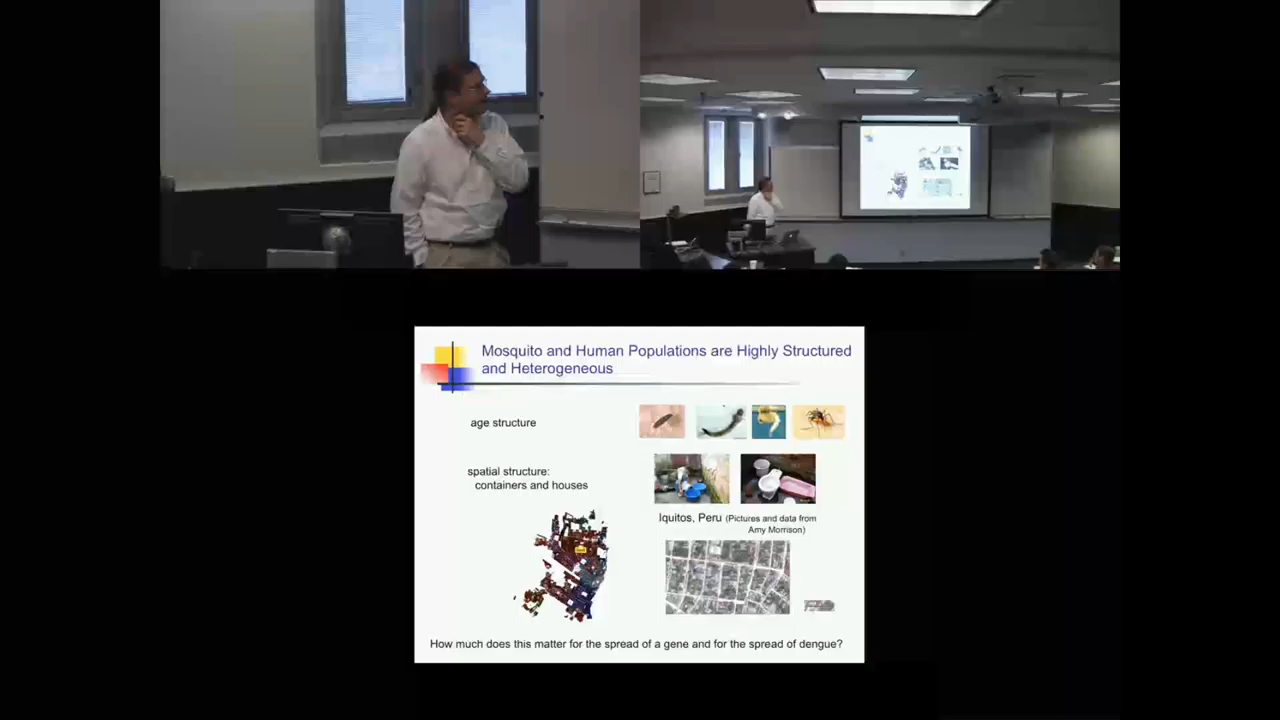 Mosquito and Human Populations are Highly Structured
and Heterogeneous
age structure
spatial structure:
containers and houses
Iquitos, Peru (Pictures and data from
Amy Morrison)
How much does this matter for the spread of a gene and for the spread of dengue?